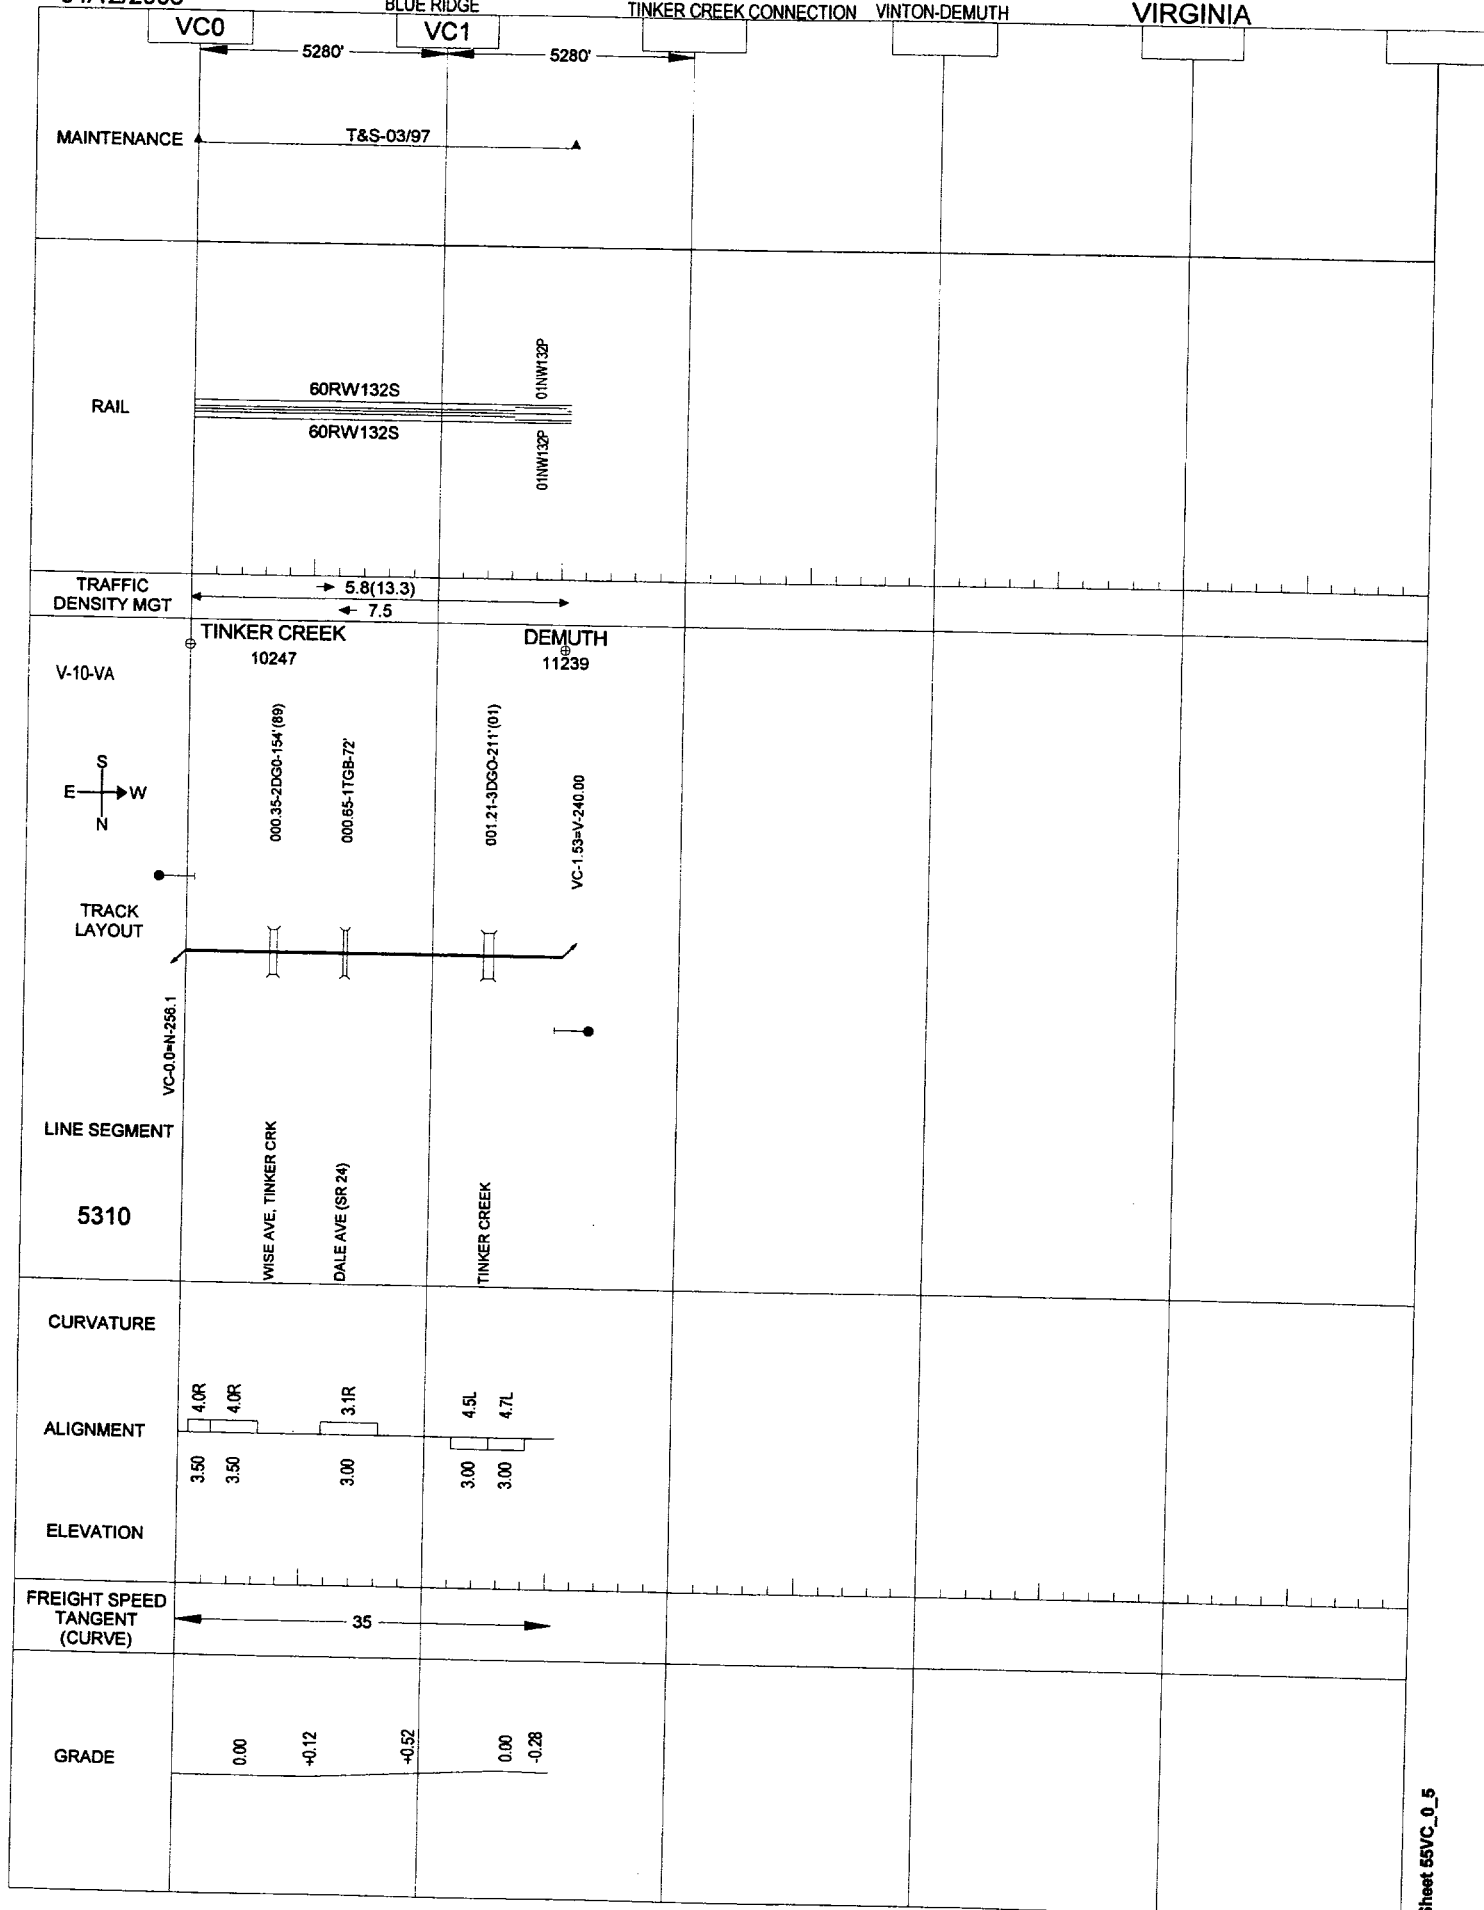 BLUE RIDGE
TINKER CREEK CONNECTION VINTON-DEMUTH
VIRGINIA
VC0
VC1
5280'
5280'
MAINTENANCE
T&S-03/97
RAIL
60RW132S
60RW132S
01NW132P
01NW132P
TRAFFIC
DENSITY MGT
5.8(13.3)
7.5
TINKER CREEK
10247
DEMUTH
11239
V-10-VA
S
E
W
N
000.35-2DG0-154'(89)
000.65-1TGB-72'
001.21-3DGO-211'(01)
VC-1.53=V-240.00
TRACK
LAYOUT
VC-0.0=N-256.1
LINE SEGMENT
5310
WISE AVE, TINKER CRK
DALE AVE (SR 24)
TINKER CREEK
CURVATURE
4.0R
4.0R
3.1R
4.5L
4.7L
ALIGNMENT
3.50
3.50
3.00
3.00
3.00
ELEVATION
FREIGHT SPEED
TANGENT
(CURVE)
35
GRADE
0.00
+0.12
+0.52
0.00
-0.28
Sheet 55VC_0_5